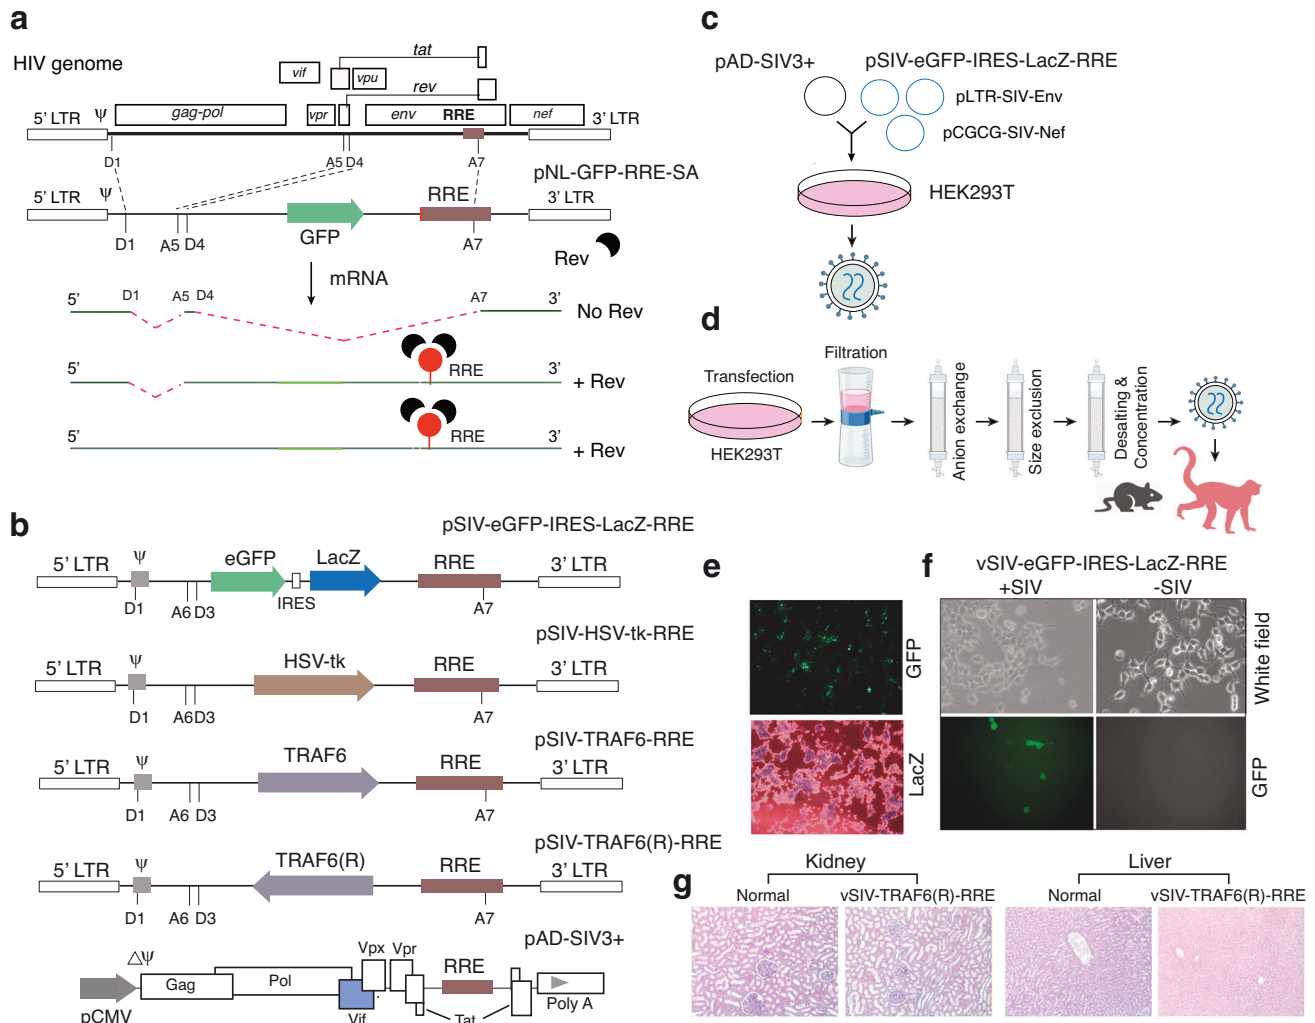 a
HIV genome
vif
vpu
tat
rev
5' LTR
Ψ
gag-pol
vpr
env
RRE
nef
3' LTR
D1
A5 D4
A7
pNL-GFP-RRE-SA
5' LTR
Ψ
RRE
3' LTR
D1
A5 D4
GFP
A7
Rev
mRNA
5'
D1
A5
D4
A7
3'
No Rev
5'
RRE
3'
+ Rev
5'
RRE
3'
+ Rev
b
pSIV-eGFP-IRES-LacZ-RRE
5' LTR
Ψ
eGFP
LacZ
RRE
3' LTR
D1
A6 D3
IRES
A7
pSIV-HSV-tk-RRE
5' LTR
Ψ
HSV-tk
RRE
3' LTR
D1
A6 D3
A7
pSIV-TRAF6-RRE
5' LTR
Ψ
TRAF6
RRE
3' LTR
D1
A6 D3
A7
pSIV-TRAF6(R)-RRE
5' LTR
Ψ
TRAF6(R)
RRE
3' LTR
D1
A6 D3
A7
pAD-SIV3+
△Ψ
pCMV
Gag
Pol
Vif
Vpx
Vpr
RRE
Tat
Poly A
c
pAD-SIV3+
pSIV-eGFP-IRES-LacZ-RRE
pLTR-SIV-Env
pCGCG-SIV-Nef
HEK293T
d
Transfection
HEK293T
Filtration
Anion exchange
Size exclusion
Desalting &
Concentration
e
GFP
LacZ
f
vSIV-eGFP-IRES-LacZ-RRE
+SIV
-SIV
White field
GFP
g
Kidney
Liver
Normal
vSIV-TRAF6(R)-RRE
Normal
vSIV-TRAF6(R)-RRE